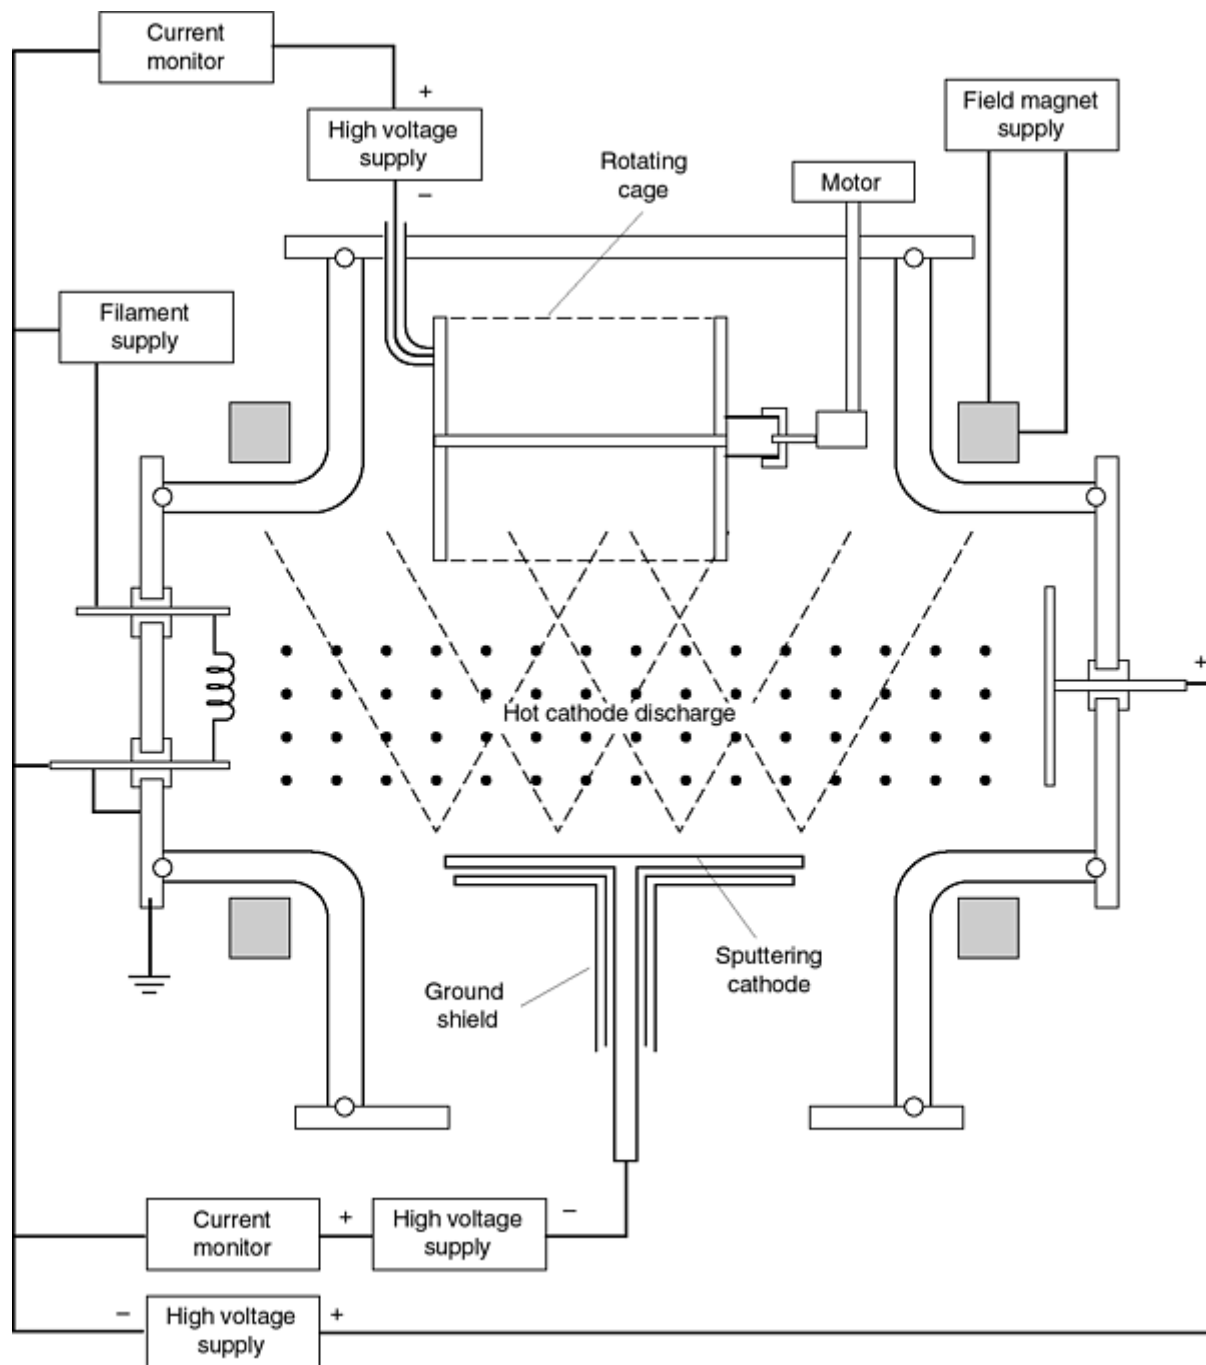 Current
monitor
+
High voltage
supply
–
Field magnet
supply
Rotating
cage
Motor
Filament
supply
+
Hot cathode discharge
Sputtering
cathode
Ground
shield
Current
monitor
+
High voltage
supply
–
–
High voltage
supply
+